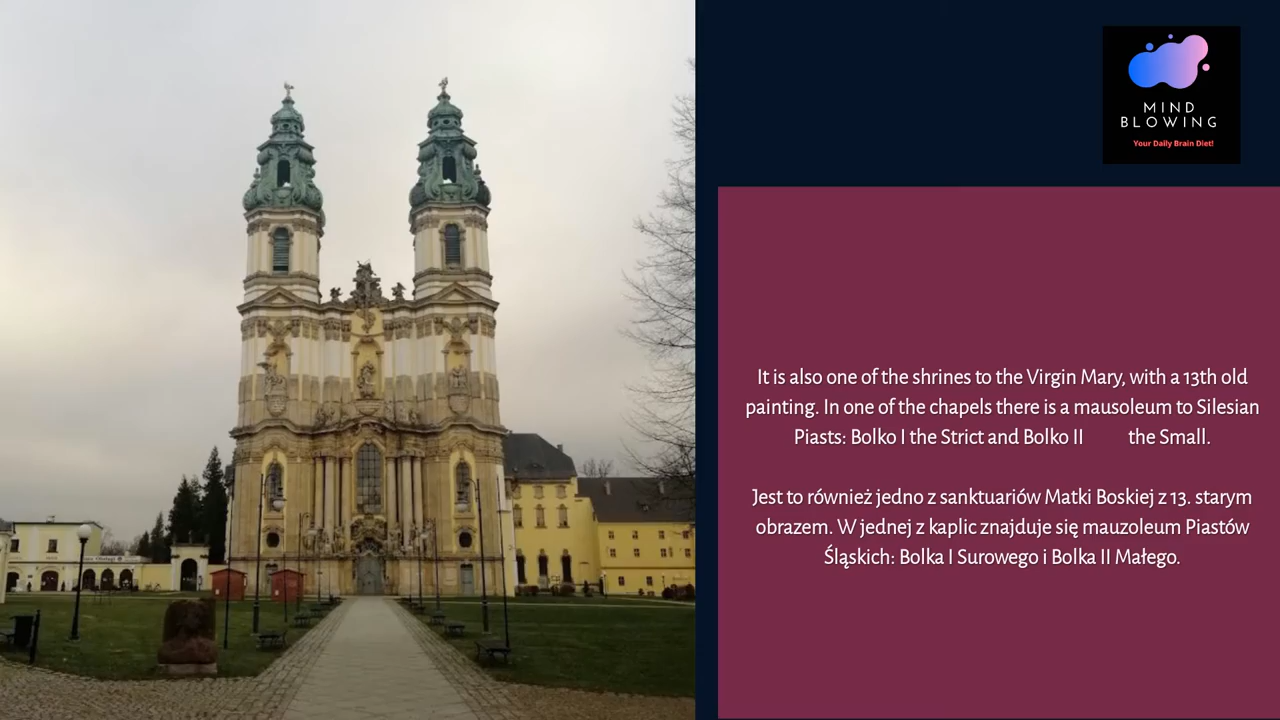 MIND
BLOWING
Your Daily Brain Diet!
It is also one of the shrines to the Virgin Mary, with a 13th old
painting. In one of the chapels there is a mausoleum to Silesian
Piasts: Bolko I the Strict and Bolko II the Small.
Jest to również jedno z sanktuariów Matki Boskiej z 13. starym
obrazem. W jednej z kaplic znajduje się mauzoleum Piastów
Śląskich: Bolka I Surowego i Bolka II Małego.